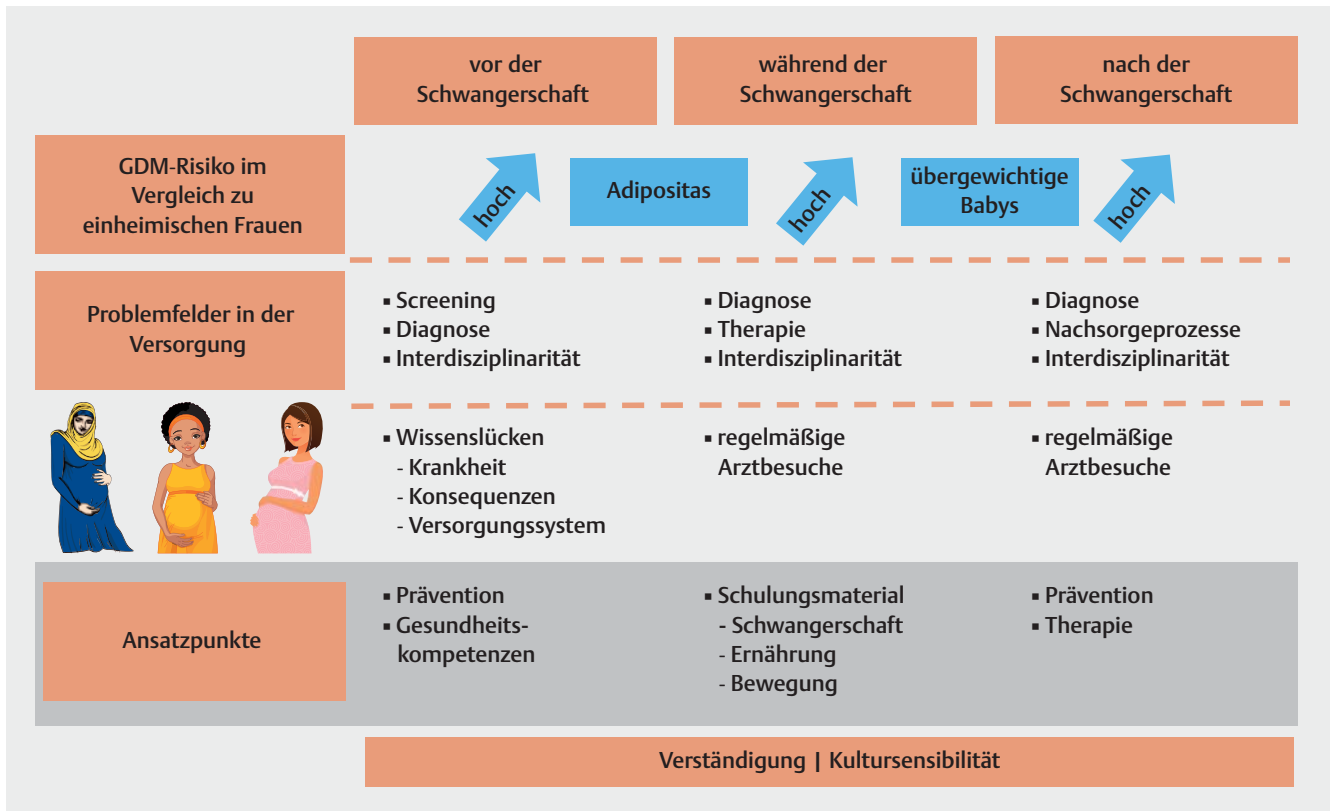 vor der
Schwangerschaft
während der
Schwangerschaft
nach der
Schwangerschaft
GDM-Risiko im
Vergleich zu
einheimischen Frauen
hoch
Adipositas
hoch
übergewichtige
Babys
hoch
Problemfelder in der
Versorgung
▪ Screening
▪ Diagnose
▪ Interdisziplinarität
▪ Diagnose
▪ Therapie
▪ Interdisziplinarität
▪ Diagnose
▪ Nachsorgeprozesse
▪ Interdisziplinarität
▪ Wissenslücken
- Krankheit
- Konsequenzen
- Versorgungssystem
▪ regelmäßige
Arztbesuche
▪ regelmäßige
Arztbesuche
Ansatzpunkte
▪ Prävention
▪ Gesundheits-
kompetenzen
▪ Schulungsmaterial
- Schwangerschaft
- Ernährung
- Bewegung
▪ Prävention
▪ Therapie
Verständigung | Kultursensibilität